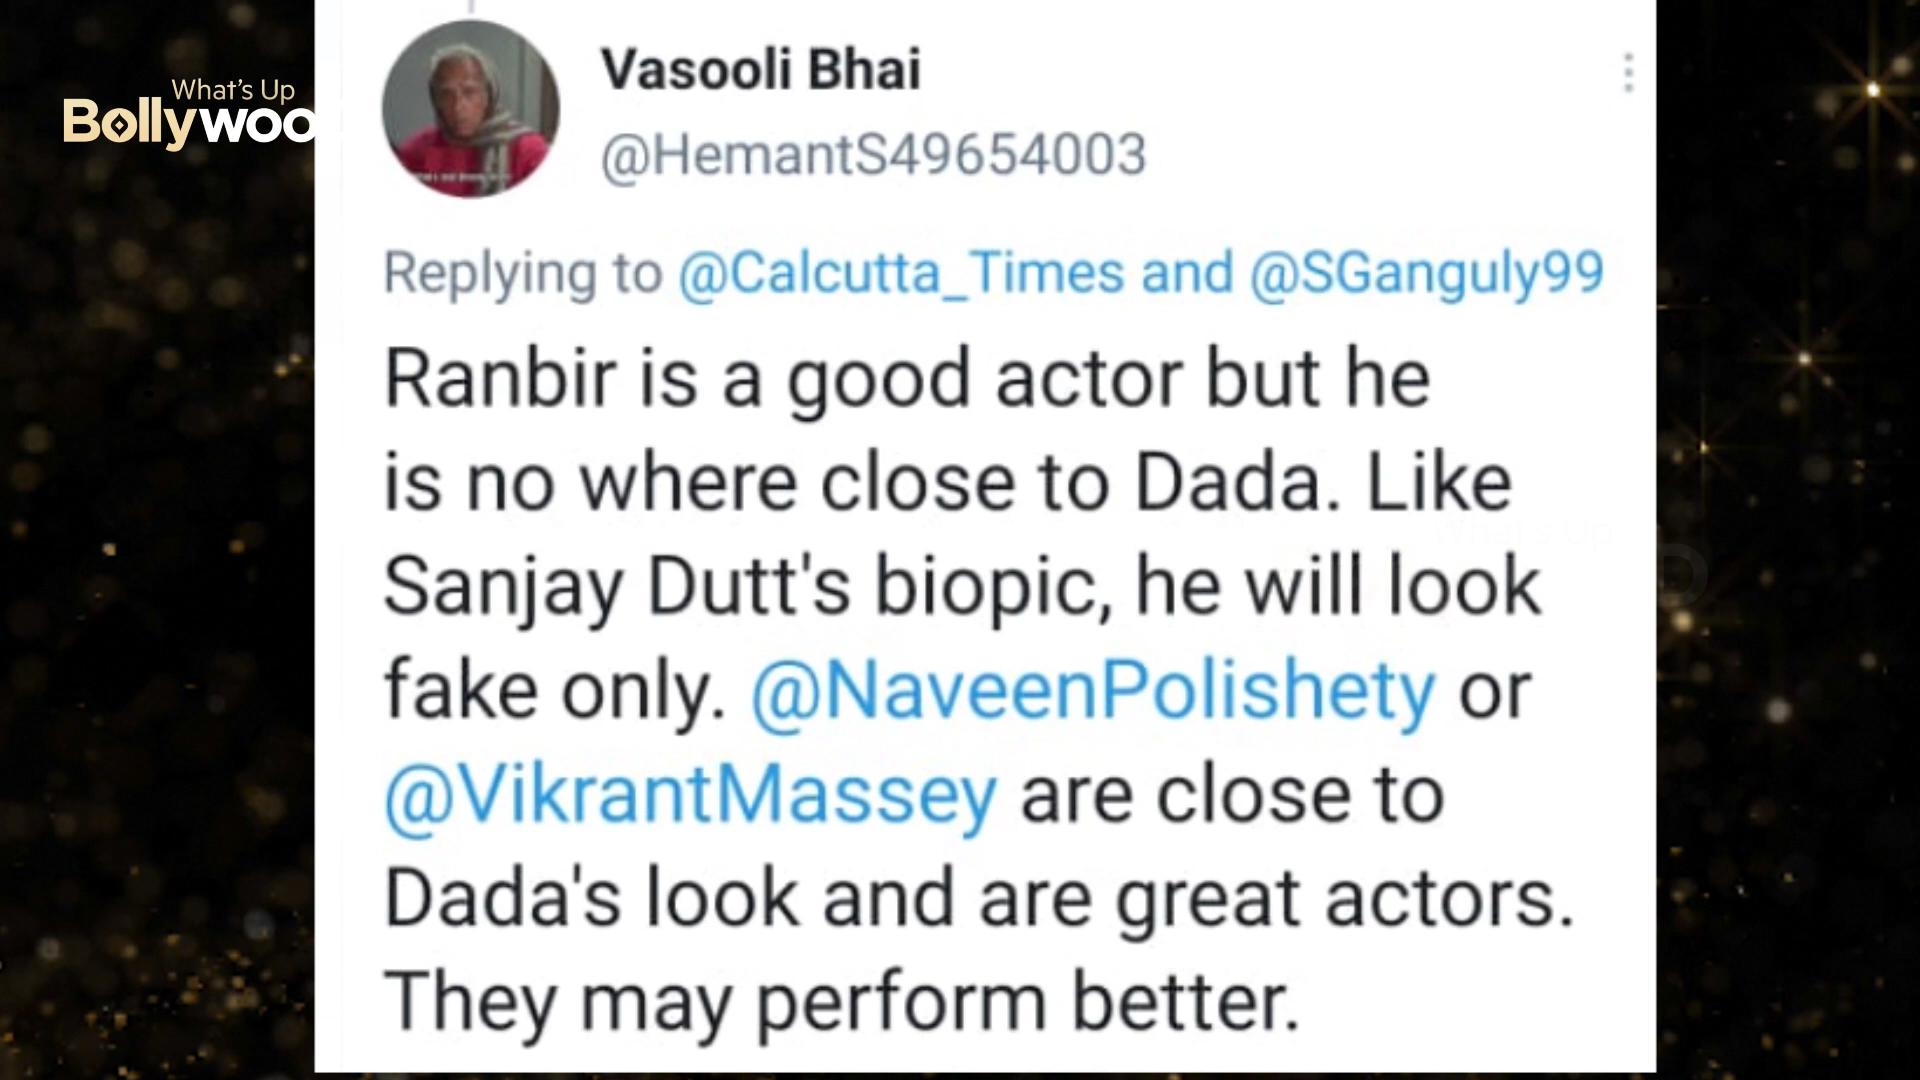 What's Up
Bollywoo
Vasooli Bhai
@HemantS49654003
Replying to @Calcutta_Times and @SGanguly99
Ranbir is a good actor but he
is no where close to Dada. Like
Sanjay Dutt's biopic, he will look
fake only. @NaveenPolishety or
@VikrantMassey are close to
Dada's look and are great actors.
They may perform better.
What's Up